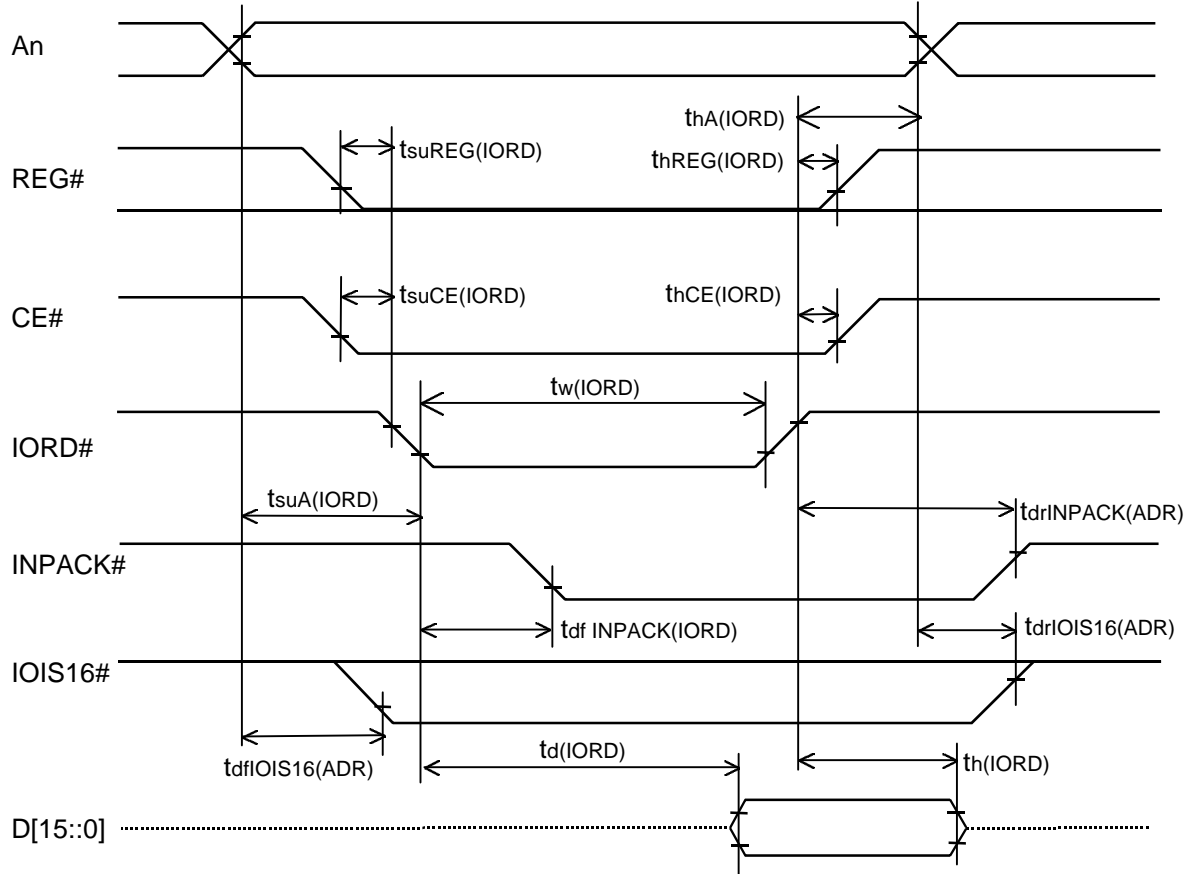 An
thA(IORD)
tsuREG(IORD)
thREG(IORD)
REG#
tsuCE(IORD)
thCE(IORD)
CE#
tw(IORD)
IORD#
tsuA(IORD)
tdrINPACK(ADR)
INPACK#
tdf INPACK(IORD)
tdrIOIS16(ADR)
IOIS16#
tdfIOIS16(ADR)
td(IORD)
th(IORD)
D[15::0]